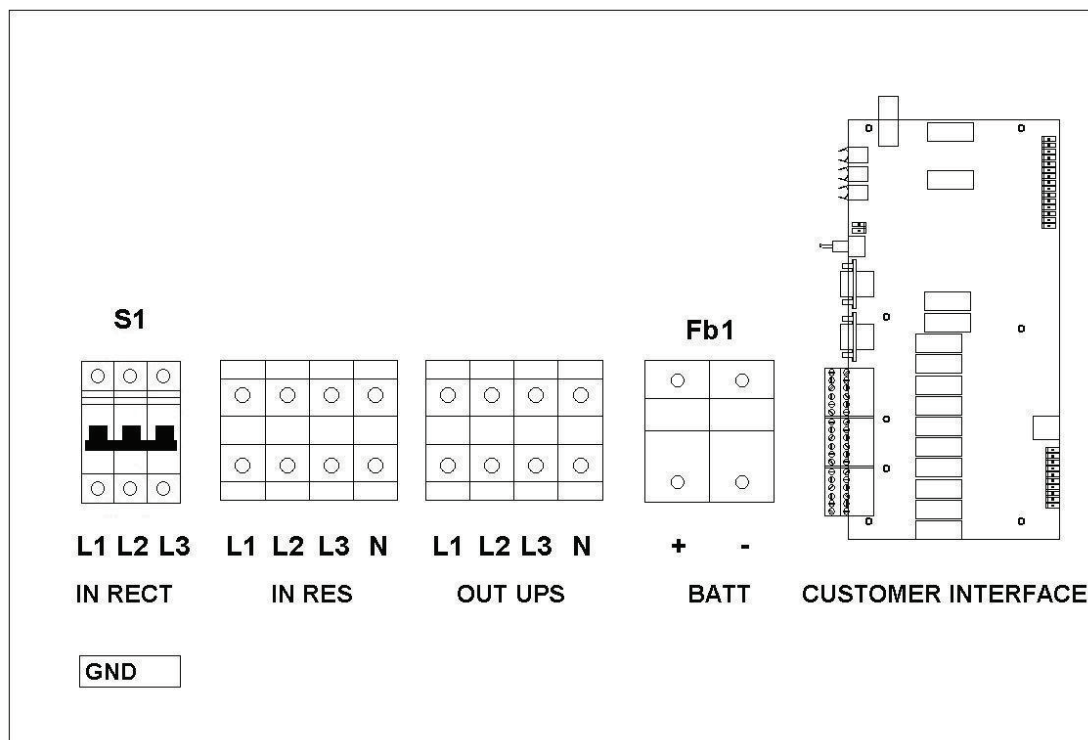 S1
Fb1
L1 L2 L3
L1 L2 L3 N
L1 L2 L3 N
+ -
IN RECT
IN RES
OUT UPS
BATT
CUSTOMER INTERFACE
GND